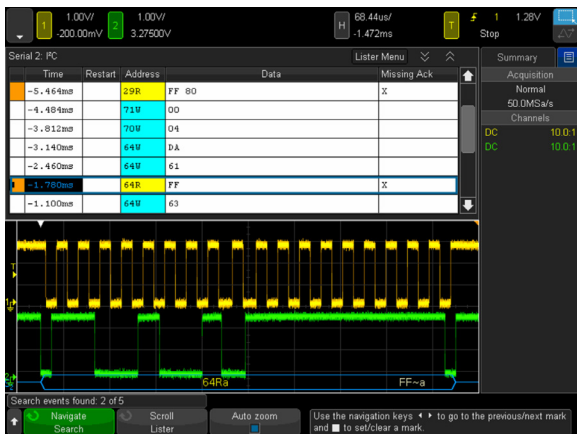 1 1.00V/ -200.00mV 2 1.00V/ 3.27500V H 68.44us/ -1.472ms T 1 1.28V Stop
Serial 2: I²C Lister Menu Summary
Time Restart Address Data Missing Ack
-5.464ms 29R FF 80 X
-4.484ms 71W 00
-3.812ms 70W 04
-3.140ms 64W DA
-2.460ms 64W 61
-1.780ms 64R FF X
-1.100ms 64W 63
Acquisition
Normal
50.0MSa/s
Channels
DC 10.0:1
DC 10.0:1
T
1
2
64Ra FF~a
Search events found: 2 of 5
Navigate
Search
Scroll
Lister
Auto zoom
Use the navigation keys to go to the previous/next mark
and to set/clear a mark.